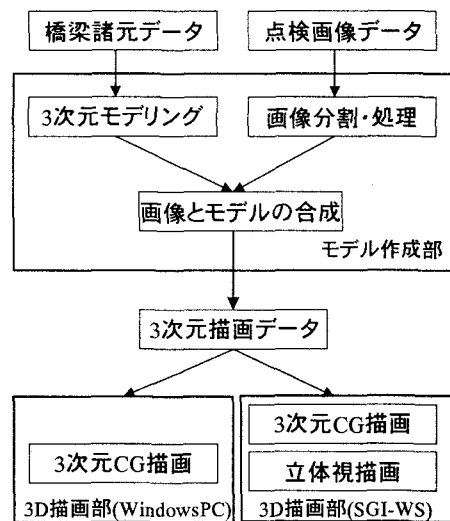 橋梁諸元データ
点検画像データ
3次元モデリング
画像分割・処理
画像とモデルの合成
モデル作成部
3次元描画データ
3次元CG描画
3D描画部(WindowsPC)
3次元CG描画
立体視描画
3D描画部(SGI-WS)